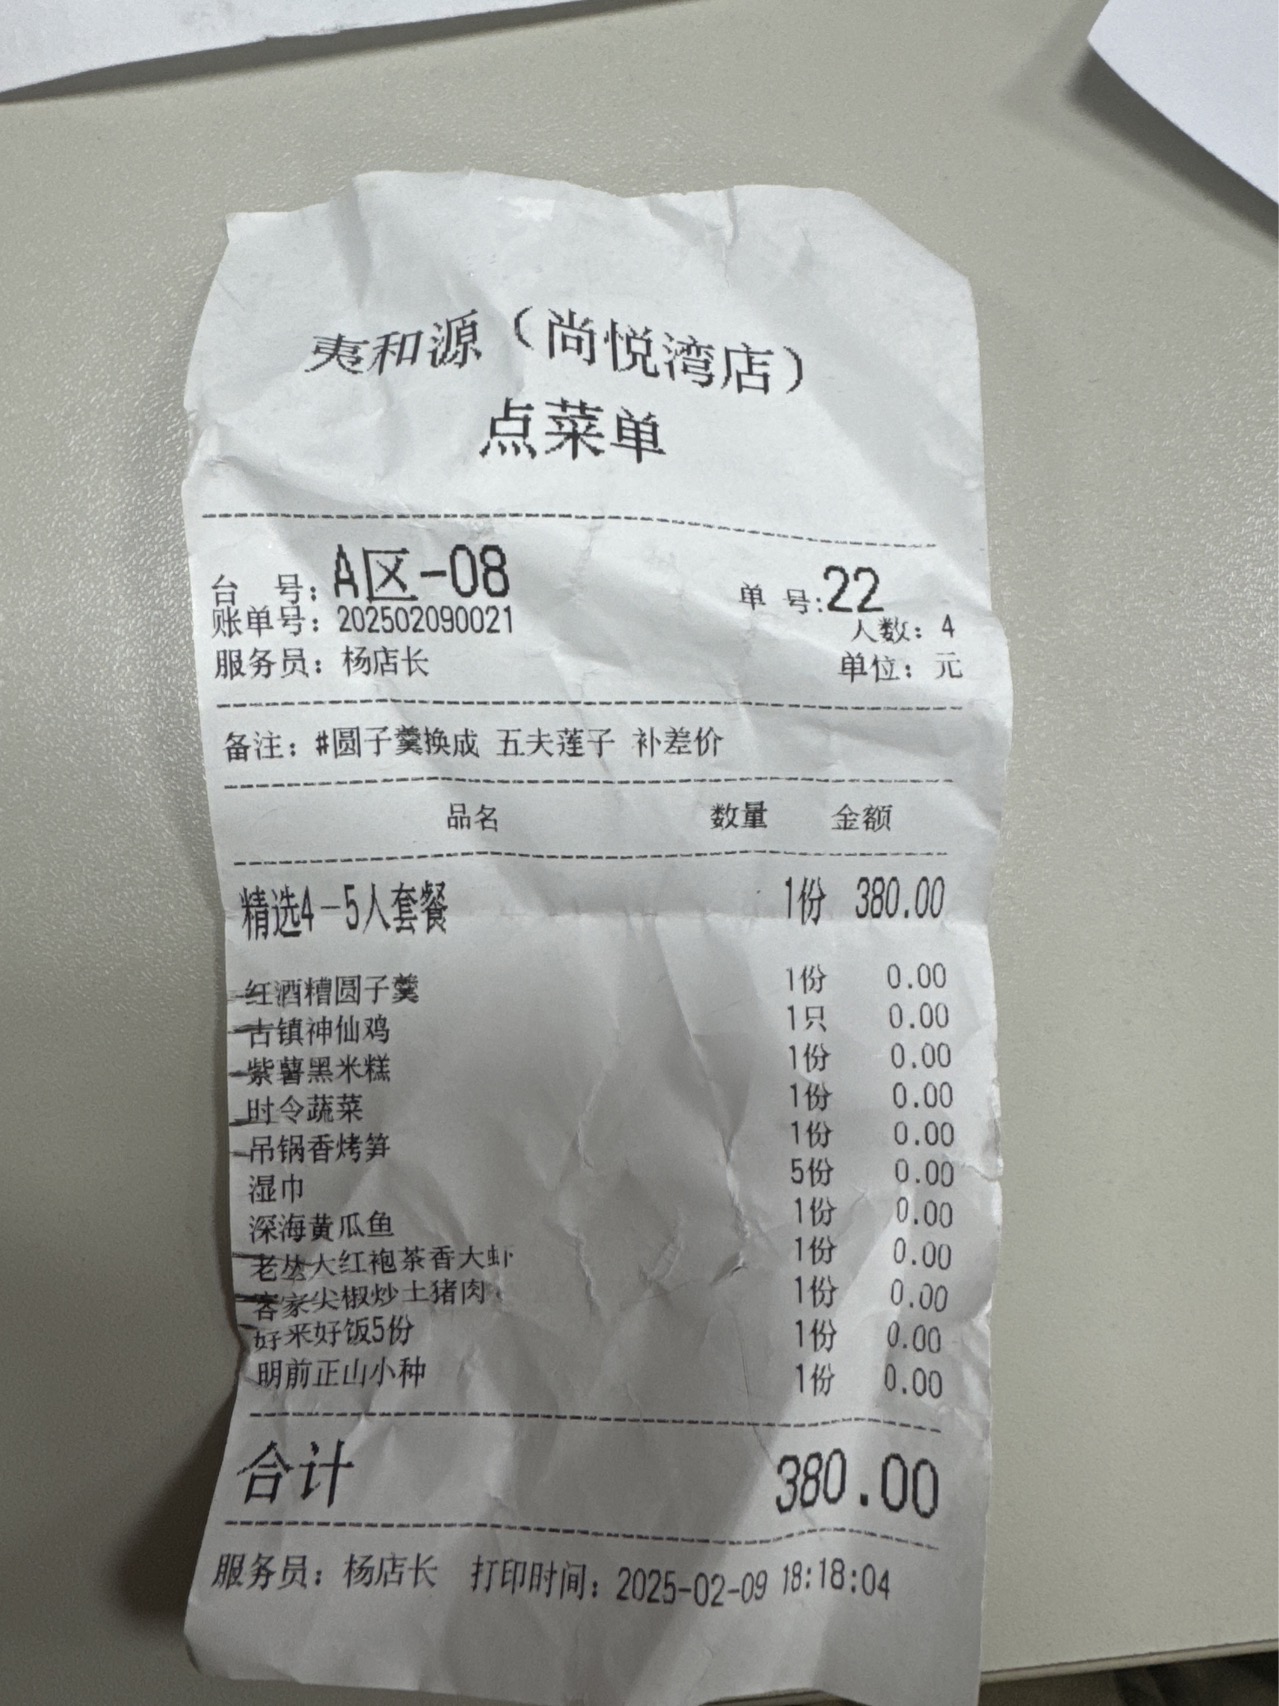 夷和源（尚悦湾店）
点菜单
台 号：A区-08 单 号:22
账单号：202502090021 人数：4
服务员：杨店长 单位：元
备注：#圆子羹换成 五夫莲子 补差价
品名 数量 金额
精选4-5人套餐 1份 380.00
红酒糟圆子羹 1份 0.00
古镇神仙鸡 1只 0.00
紫薯黑米糕 1份 0.00
时令蔬菜 1份 0.00
吊锅香烤笋 1份 0.00
湿巾 5份 0.00
深海黄瓜鱼 1份 0.00
老丛大红袍茶香大虾 1份 0.00
客家尖椒炒土猪肉 1份 0.00
好米好饭5份 1份 0.00
明前正山小种 1份 0.00
合计 380.00
服务员：杨店长 打印时间：2025-02-09 18:18:04